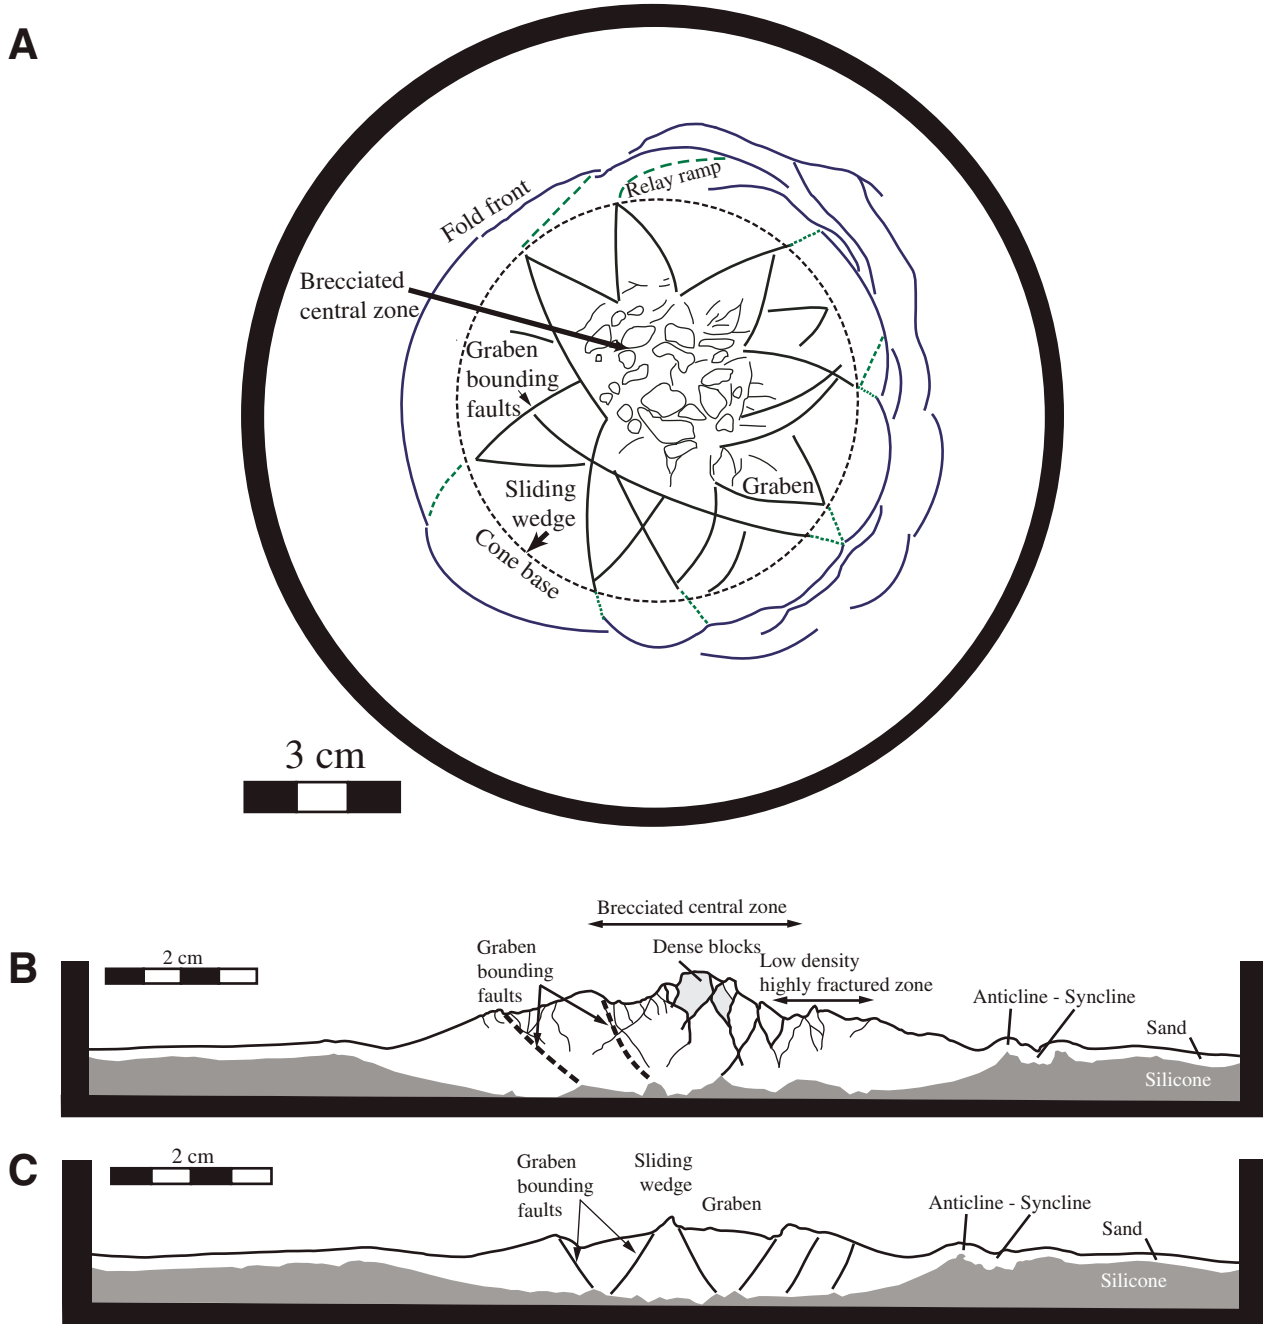 A
Fold front
Relay ramp
Brecciated
central zone
Graben
bounding
faults
Sliding
wedge
Graben
Cone base
3 cm
B
2 cm
Brecciated central zone
Graben
bounding
faults
Dense blocks
Low density
highly fractured zone
Anticline - Syncline
Sand
Silicone
C
2 cm
Graben
bounding
faults
Sliding
wedge
Graben
Anticline - Syncline
Sand
Silicone